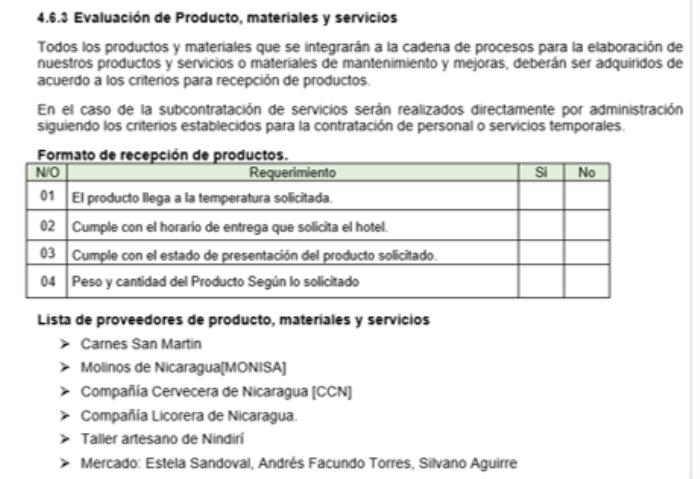 4.6.3 Evaluación de Producto, materiales y servicios
Todos los productos y materiales que se integrarán a la cadena de procesos para la elaboración de
nuestros productos y servicios o materiales de mantenimiento y mejoras, deberán ser adquiridos de
acuerdo a los criterios para recepción de productos.
En el caso de la subcontratación de servicios serán realizados directamente por administración
siguiendo los criterios establecidos para la contratación de personal o servicios temporales.
Formato de recepción de productos.
N/O Requerimiento Si No
01 El producto llega a la temperatura solicitada.
02 Cumple con el horario de entrega que solicita el hotel.
03 Cumple con el estado de presentación del producto solicitado.
04 Peso y cantidad del Producto Según lo solicitado
Lista de proveedores de producto, materiales y servicios
➤ Carnes San Martin
➤ Molinos de Nicaragua[MONISA]
➤ Compañía Cervecera de Nicaragua [CCN]
➤ Compañía Licorera de Nicaragua.
➤ Taller artesano de Nindirí
➤ Mercado: Estela Sandoval, Andrés Facundo Torres, Silvano Aguirre